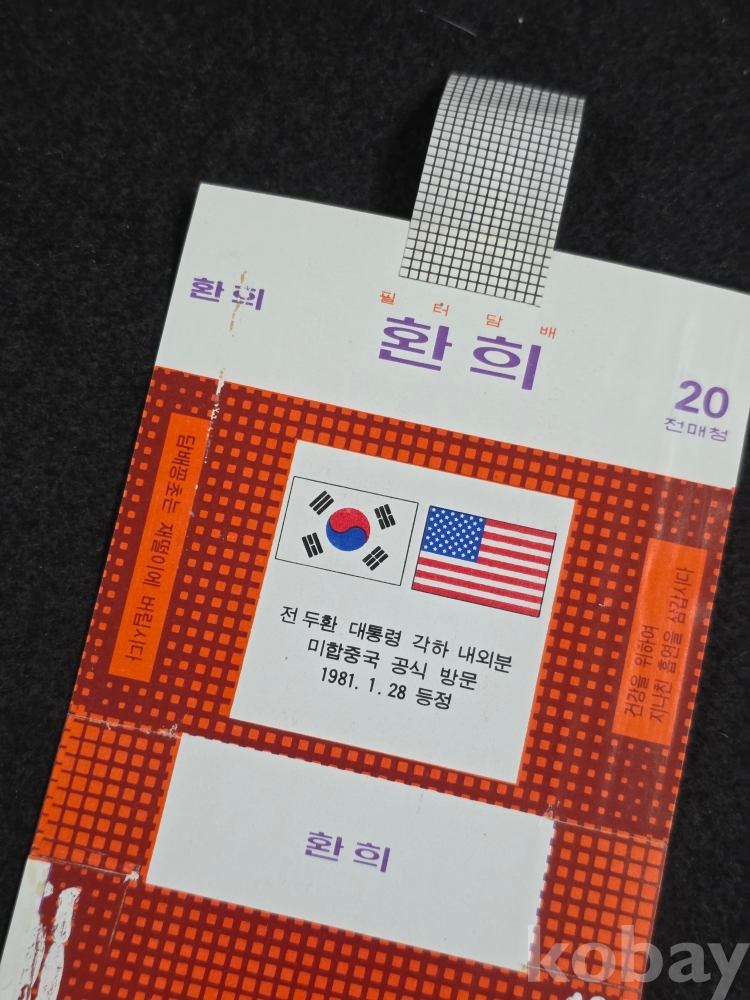 환희
필터담배
환희
20
전매청
담배꽁초는 재떨이에 버립시다
전두환 대통령 각하 내외분
미합중국 공식 방문
1981. 1. 28 등정
건강을 위하여
지나친 흡연을 삼갑시다
환희
kobay